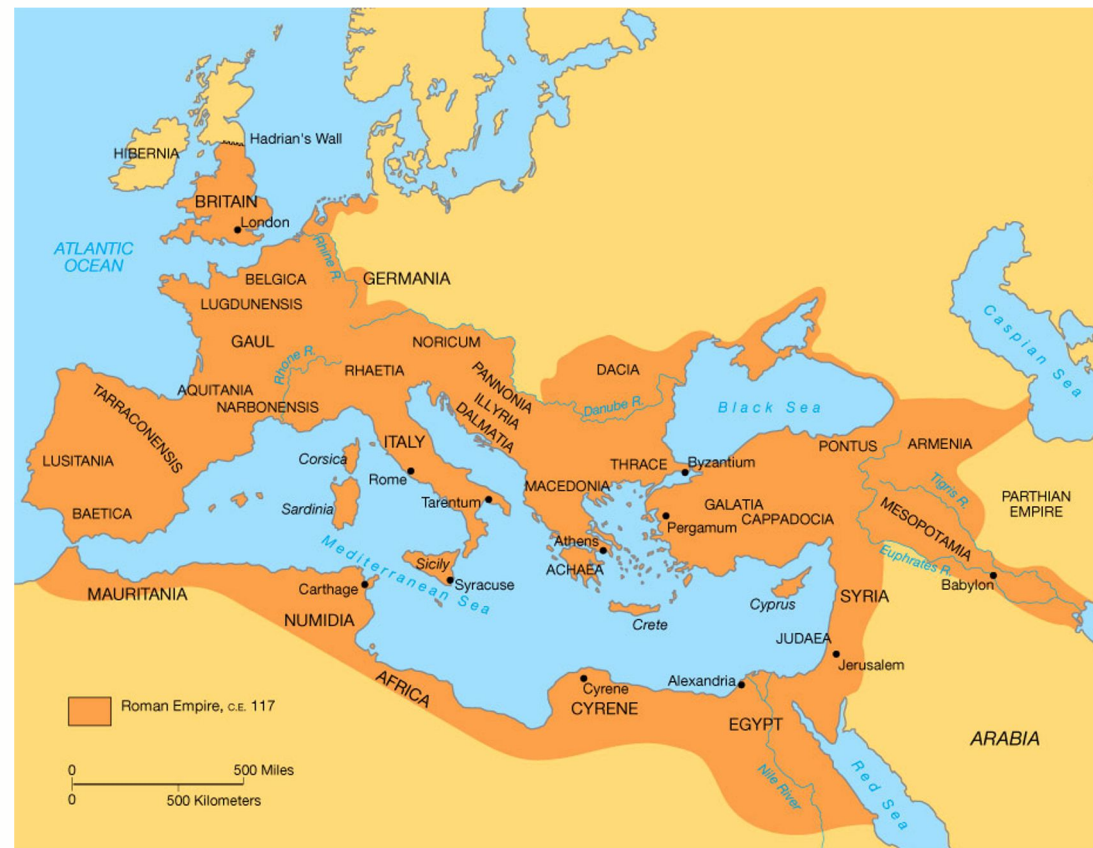 Hadrian's Wall
HIBERNIA
BRITAIN
London
ATLANTIC
OCEAN
Rhine R.
BELGICA
GERMANIA
LUGDUNENSIS
GAUL
NORICUM
Rhone R.
RHAETIA
DACIA
PANNONIA
ILLYRIA
DALMATIA
Danube R.
Black Sea
Caspian Sea
AQUITANIA
NARBONENSIS
TARRACONENSIS
LUSITANIA
BAETICA
ITALY
Corsica
Rome
Sardinia
Tarentum
THRACE
Byzantium
MACEDONIA
PONTUS
ARMENIA
GALATIA
CAPPADOCIA
Pergamum
Tigris R.
PARTHIAN
EMPIRE
MESOPOTAMIA
Euphrates R.
Babylon
Athens
ACHAEA
Sicily
Syracuse
Mediterranean Sea
Carthage
MAURITANIA
NUMIDIA
Crete
Cyprus
SYRIA
JUDAEA
Jerusalem
AFRICA
Cyrene
CYRENE
Alexandria
EGYPT
Nile River
Red Sea
ARABIA
Roman Empire, C.E. 117
0 500 Miles
0 500 Kilometers